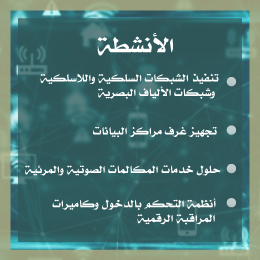 الأنشطة
تنفيذ الشبكات السلكية واللاسلكية
وشبكات الألياف البصرية
تجهيز غرف مراكز البيانات
حلول خدمات المكالمات الصوتية والمرئية
أنظمة التحكم بالدخول وكاميرات
المراقبة الرقمية